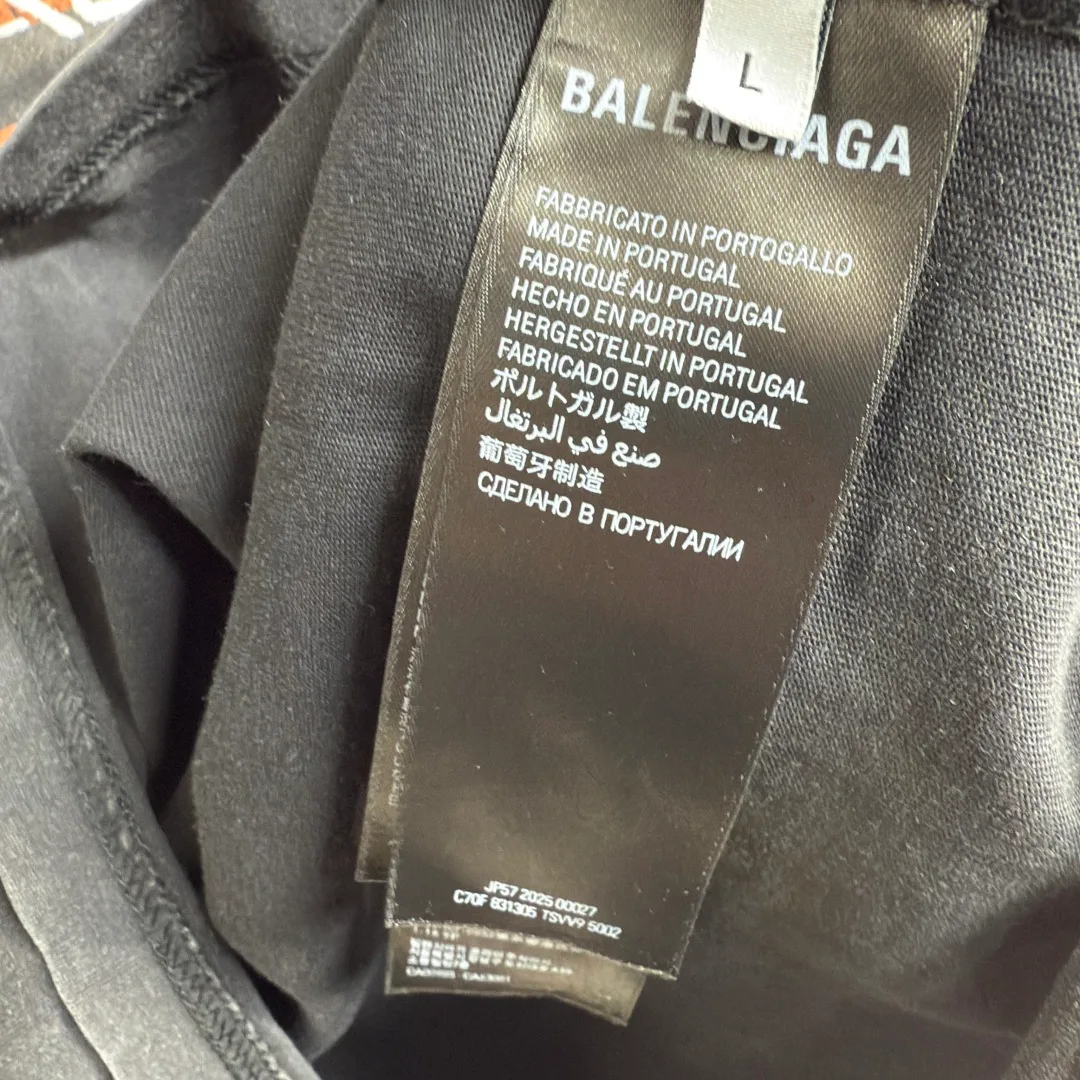 L
BALENCIAGA
FABBRICATO IN PORTOGALLO
MADE IN PORTUGAL
FABRIQUÉ AU PORTUGAL
HECHO EN PORTUGAL
HERGESTELLT IN PORTUGAL
FABRICADO EM PORTUGAL
ポルトガル製
صنع في البرتغال
葡萄牙制造
СДЕЛАНО В ПОРТУГАЛИИ
JP57 2025 00027
C70F 831305 TSVV9 5002